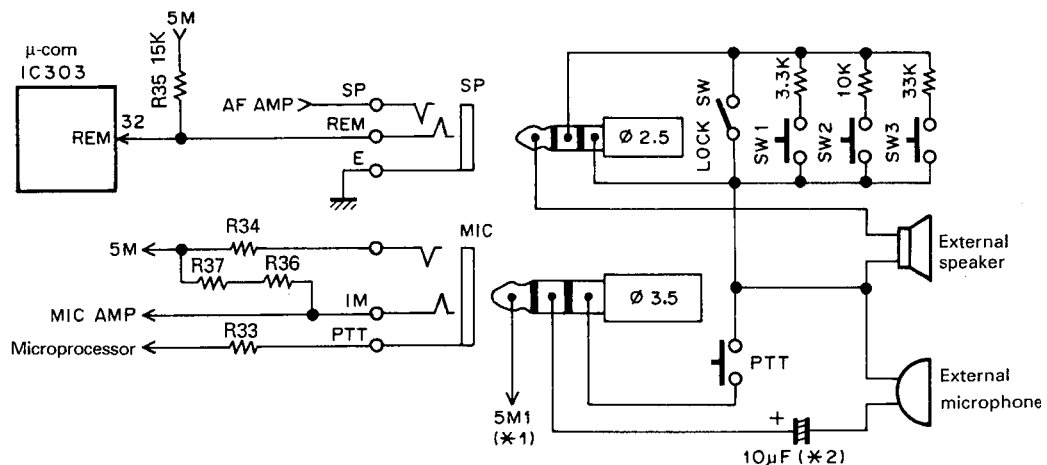 5M
μ-com
IC303
R35 15K
REM
32
AF AMP
SP
REM
E
SP
Ø 2.5
LOCK SW
3.3K
10K
33K
SW1
SW2
SW3
External
speaker
5M
R34
R37
R36
MIC
MIC AMP
IM
Microprocessor
R33
PTT
Ø 3.5
PTT
5M1
(*1)
+
10μF (*2)
External
microphone